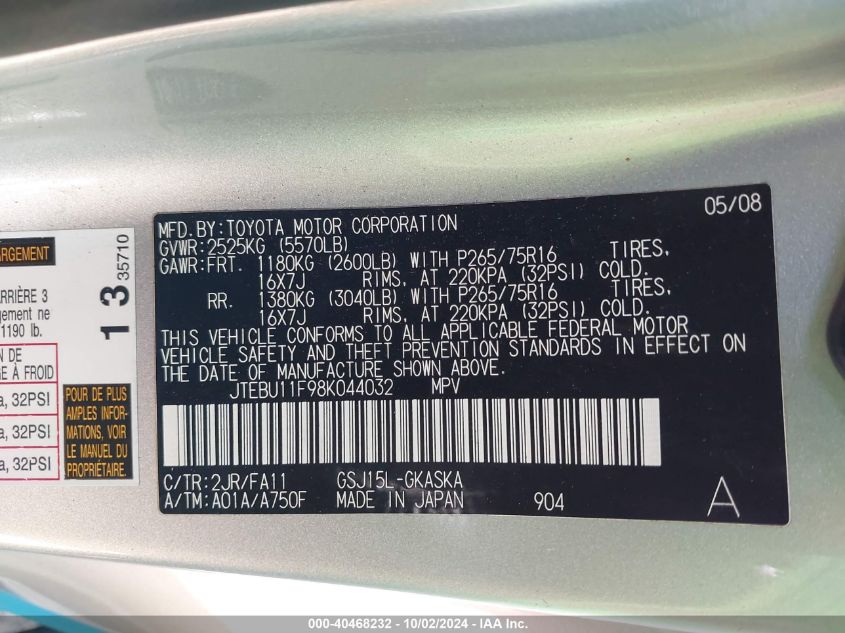 ARGEMENT
ARRIÈRE 3
gement ne
1190 lb.
N DE
E À FROID
a, 32PSI
a, 32PSI
a, 32PSI
1 3
35710
POUR DE PLUS
AMPLES INFOR-
MATIONS, VOIR
LE MANUEL DU
PROPRIÉTAIRE.
05/08
MFD. BY: TOYOTA MOTOR CORPORATION
GVWR: 2525KG (5570LB)
GAWR: FRT. 1180KG (2600LB) WITH P265/75R16 TIRES,
16X7J RIMS, AT 220KPA (32PSI) COLD.
RR. 1380KG (3040LB) WITH P265/75R16 TIRES,
16X7J RIMS, AT 220KPA (32PSI) COLD.
THIS VEHICLE CONFORMS TO ALL APPLICABLE FEDERAL MOTOR
VEHICLE SAFETY AND THEFT PREVENTION STANDARDS IN EFFECT ON
THE DATE OF MANUFACTURE SHOWN ABOVE.
JTEBU11F98K044032 MPV
C/TR: 2JR/FA11 GSJ15L-GKASKA
A/TM: A01A/A750F MADE IN JAPAN 904
A
000-40468232 - 10/02/2024 - IAA Inc.